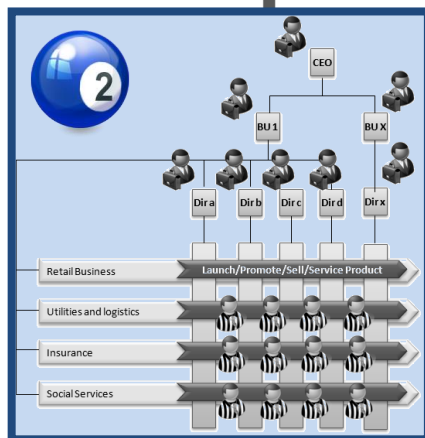 2
CEO
BU 1
BU X
Dir a
Dir b
Dir c
Dir d
Dir x
Retail Business
Launch/Promote/Sell/Service Product
Utilities and logistics
Insurance
Social Services